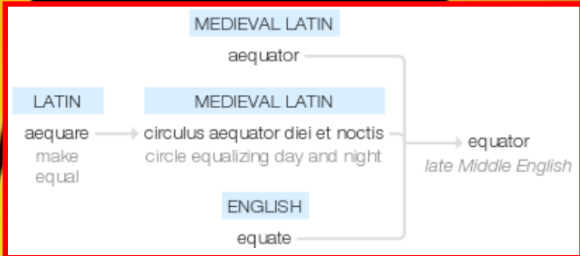 MEDIEVAL LATIN
aequator
LATIN
MEDIEVAL LATIN
aequare
circulus aequator diei et noctis
equator
make
equal
circle equalizing day and night
late Middle English
ENGLISH
equate